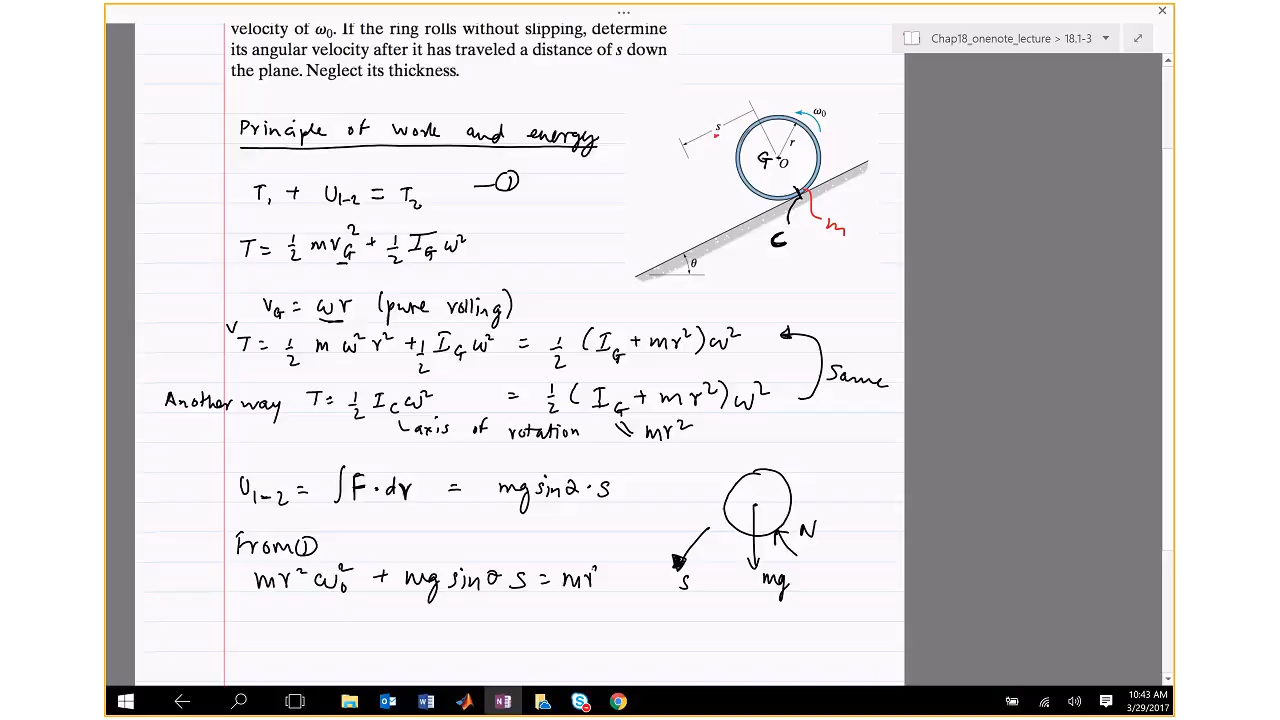 velocity of ω₀. If the ring rolls without slipping, determine
its angular velocity after it has traveled a distance of s down
the plane. Neglect its thickness.
Chap18_onenote_lecture > 18.1-3
Principle of work and energy
T₁ + U₁₋₂ = T₂ —①
T = 1/2 m v_G² + 1/2 I_G ω²
v_G = ωr (pure rolling)
T = 1/2 m ω² r² + 1/2 I_G ω² = 1/2 (I_G + mr²) ω²
Another way T = 1/2 I_C ω² = 1/2 (I_G + mr²) ω²
Same
axis of rotation mr²
U₁₋₂ = ∫F·dr = mg sin θ · s
From ①
mr² ω₀² + mg sin θ s = mr²
s
ω₀
r
G
O
C
m
θ
N
s
mg
10:43 AM
3/29/2017